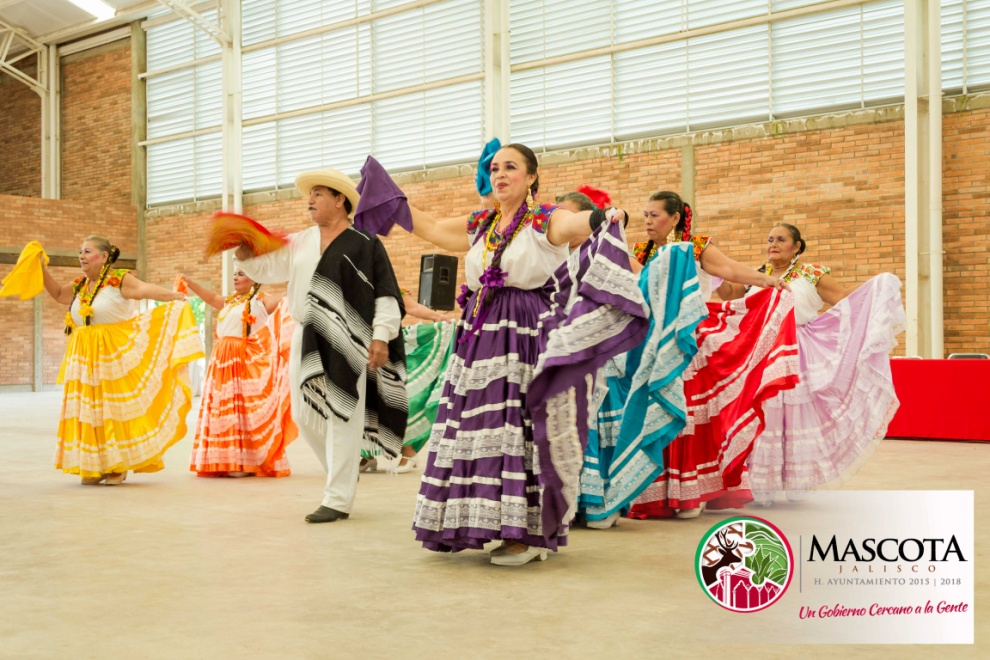 MASCOTA
JALISCO
H. AYUNTAMIENTO 2015 | 2018
Un Gobierno Cercano a la Gente